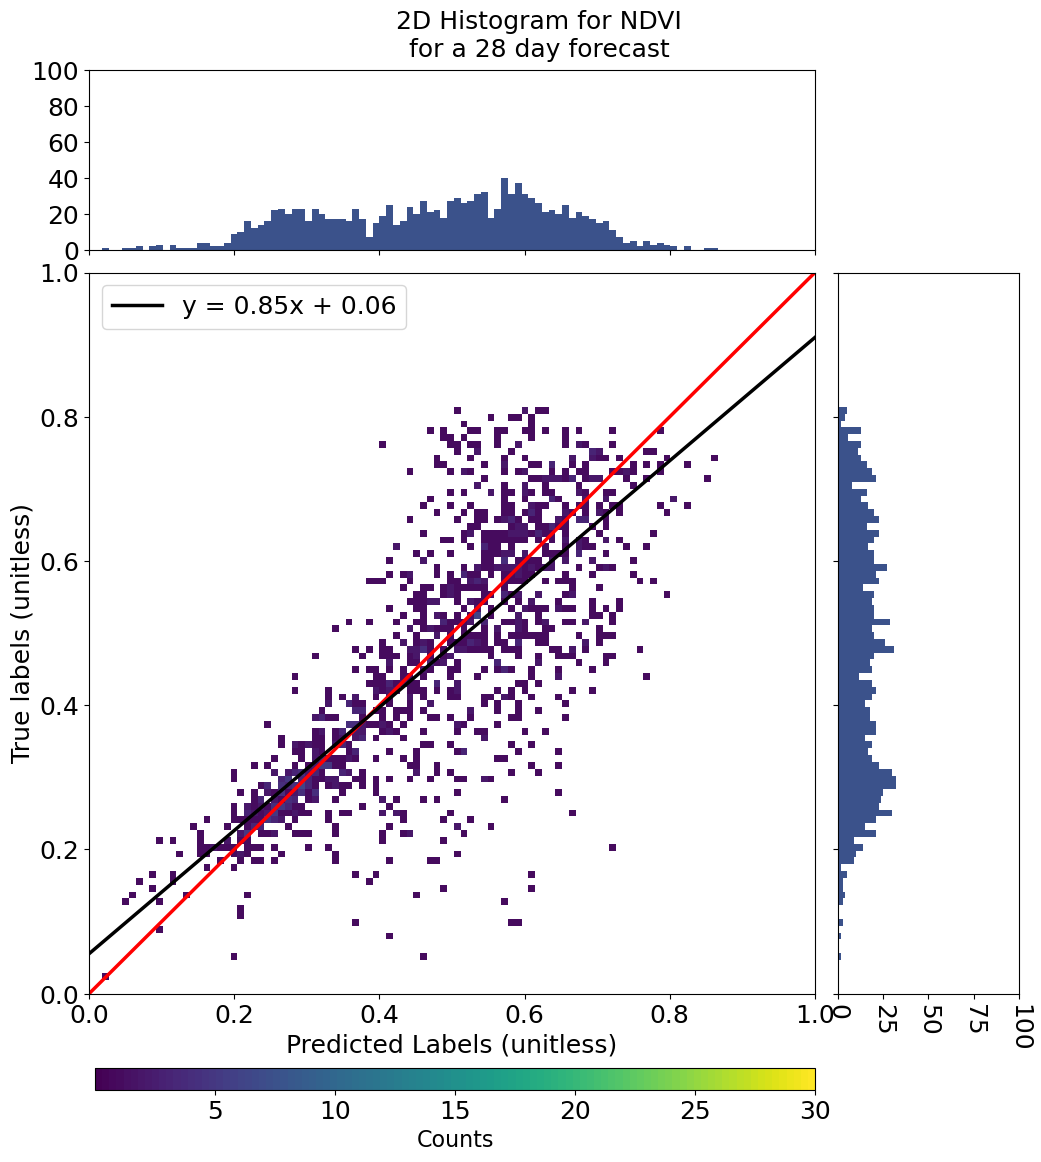 2D Histogram for NDVI
for a 28 day forecast
100
80
60
40
20
0
1.0
0.8
0.6
0.4
0.2
0.0
True labels (unitless)
y = 0.85x + 0.06
0.0 0.2 0.4 0.6 0.8 1.0
Predicted Labels (unitless)
0 25 50 75 100
5 10 15 20 25 30
Counts